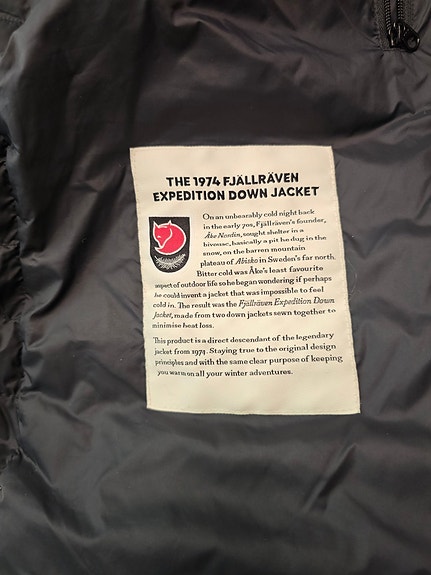 THE 1974 FJÄLLRÄVEN
EXPEDITION DOWN JACKET
On an unbearably cold night back
in the early 70s, Fjällräven's founder,
Åke Nordin, sought shelter in a
bivouac, basically a pit he dug in the
snow, on the barren mountain
plateau of Abisko in Sweden's far north.
Bitter cold was Åke's least favourite
aspect of outdoor life so he began wondering if perhaps
he could invent a jacket that was impossible to feel
cold in. The result was the Fjällräven Expedition Down
Jacket, made from two down jackets sewn together to
minimise heat loss.
This product is a direct descendant of the legendary
jacket from 1974. Staying true to the original design
principles and with the same clear purpose of keeping
you warm on all your winter adventures.